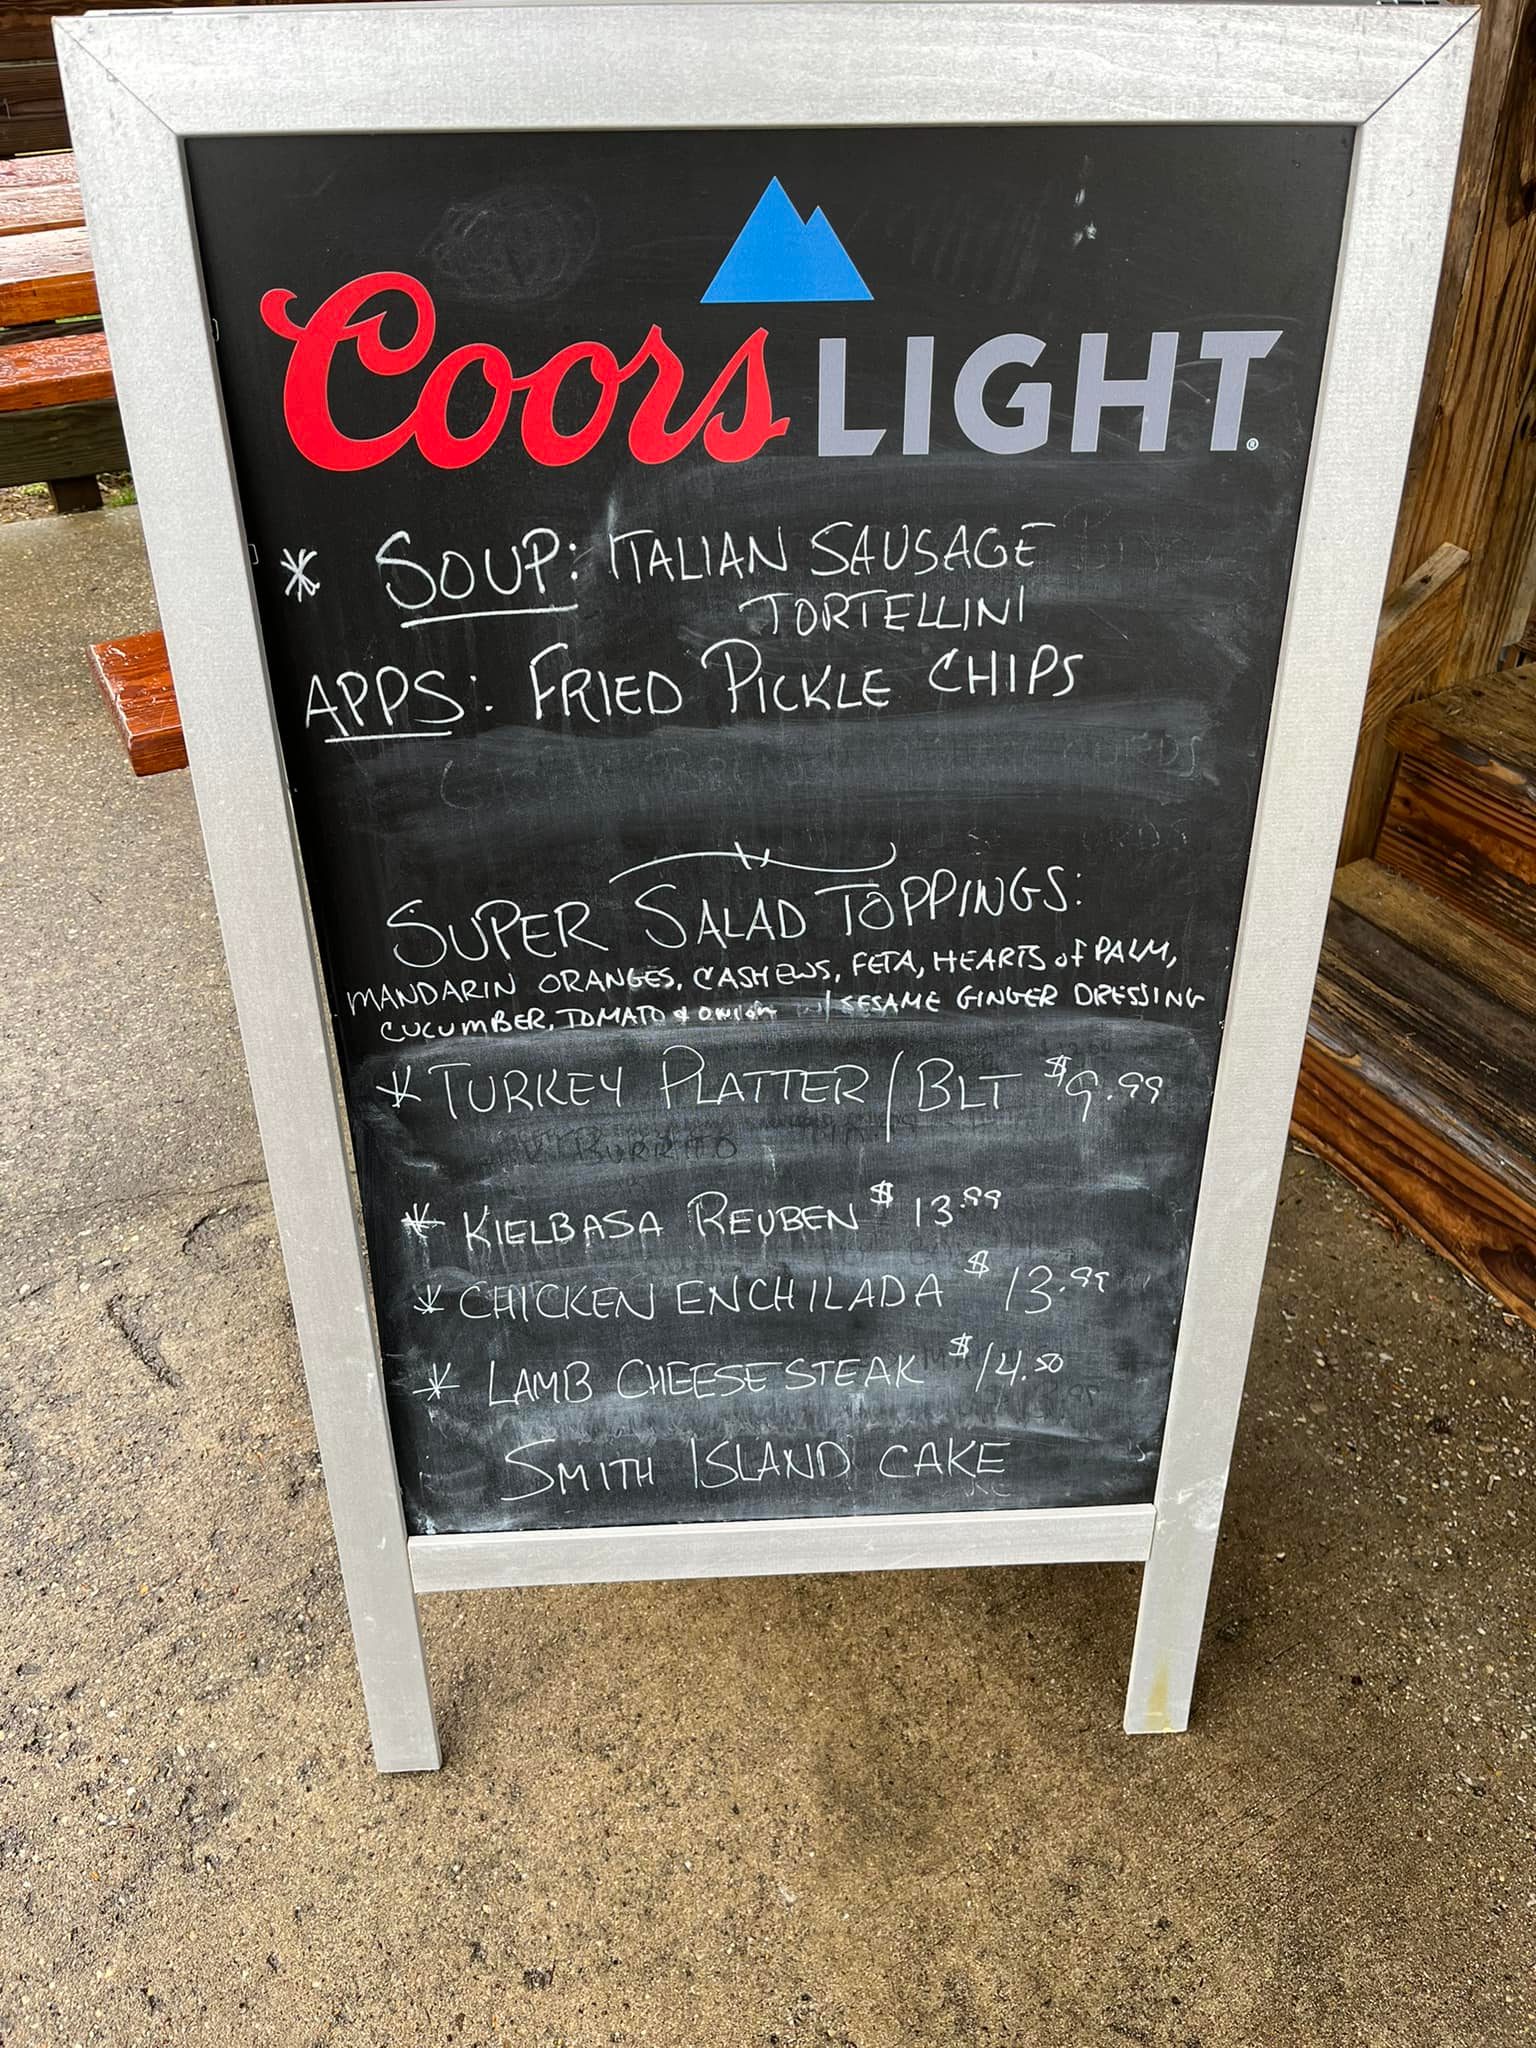 Coors LIGHT®
* SOUP: ITALIAN SAUSAGE
TORTELLINI
APPS: FRIED PICKLE CHIPS
SUPER SALAD TOPPINGS:
MANDARIN ORANGES, CASHEWS, FETA, HEARTS of PALM,
CUCUMBER, TOMATO & ONION w/ SESAME GINGER DRESSING
* TURKEY PLATTER / BLT $9.99
BURRITO
* KIELBASA REUBEN $13.99
* CHICKEN ENCHILADA $13.99
* LAMB CHEESESTEAK $14.50
SMITH ISLAND CAKE